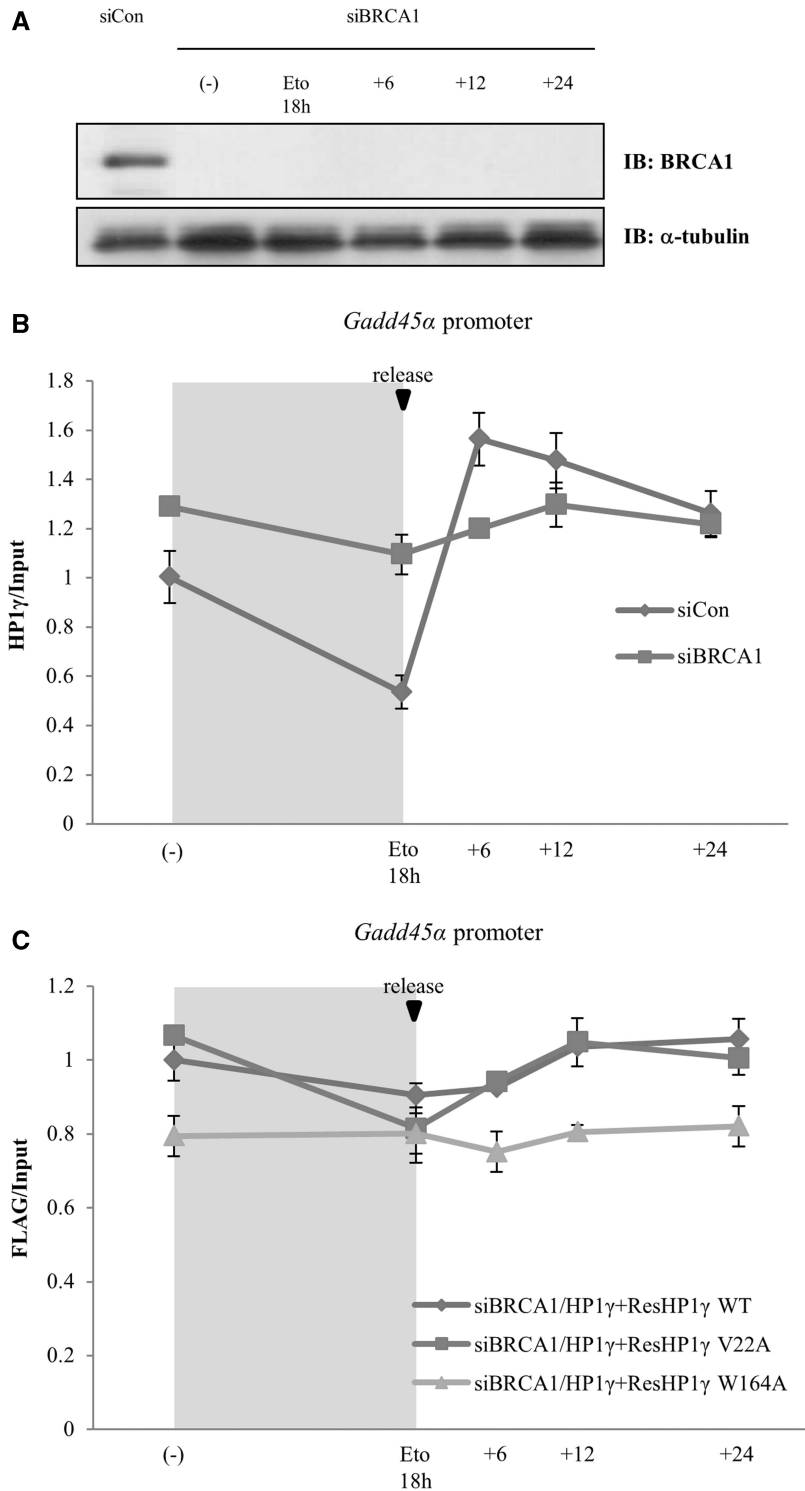 A
siCon
siBRCA1
(-)
Eto
18h
+6
+12
+24
IB: BRCA1
IB: α-tubulin
B
Gadd45α promoter
release
1.8
1.6
1.4
1.2
1
0.8
0.6
0.4
0.2
0
HP1γ/Input
siCon
siBRCA1
(-)
Eto
18h
+6
+12
+24
C
Gadd45α promoter
release
1.2
1
0.8
0.6
0.4
0.2
0
FLAG/Input
siBRCA1/HP1γ+ResHP1γ WT
siBRCA1/HP1γ+ResHP1γ V22A
siBRCA1/HP1γ+ResHP1γ W164A
(-)
Eto
18h
+6
+12
+24